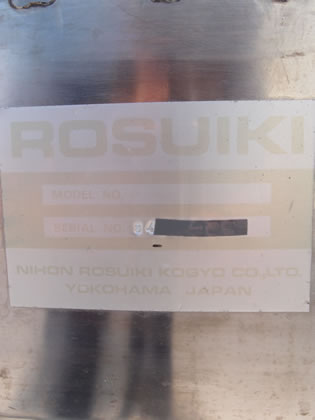 ROSUIKI
MODEL NO.
SERIAL NO.
NIHON ROSUIKI KOGYO CO.,LTD.
YOKOHAMA JAPAN